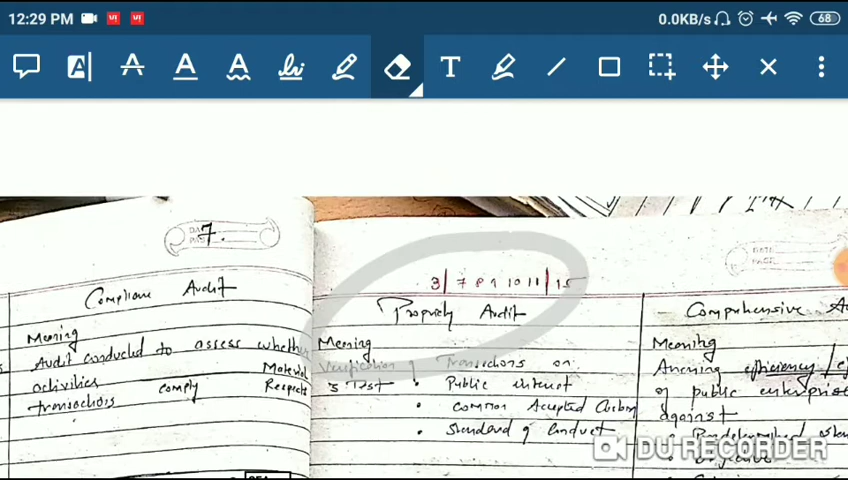 12:29 PM
0.0KB/s
68
7.
Compliance Audit
Meaning
Audit conducted to assess whether
Material
activities comply Respects
transactions
3/ 7 8 9 10 11 / 15
Propriety Audit
Meaning
Verification of Transactions on
's Test • Public interest
• Common Accepted Custom
• Standard of Conduct
Comprehensive A
Meaning
efficiency /
of public enterprise
against
Predetermined
DU RECORDER